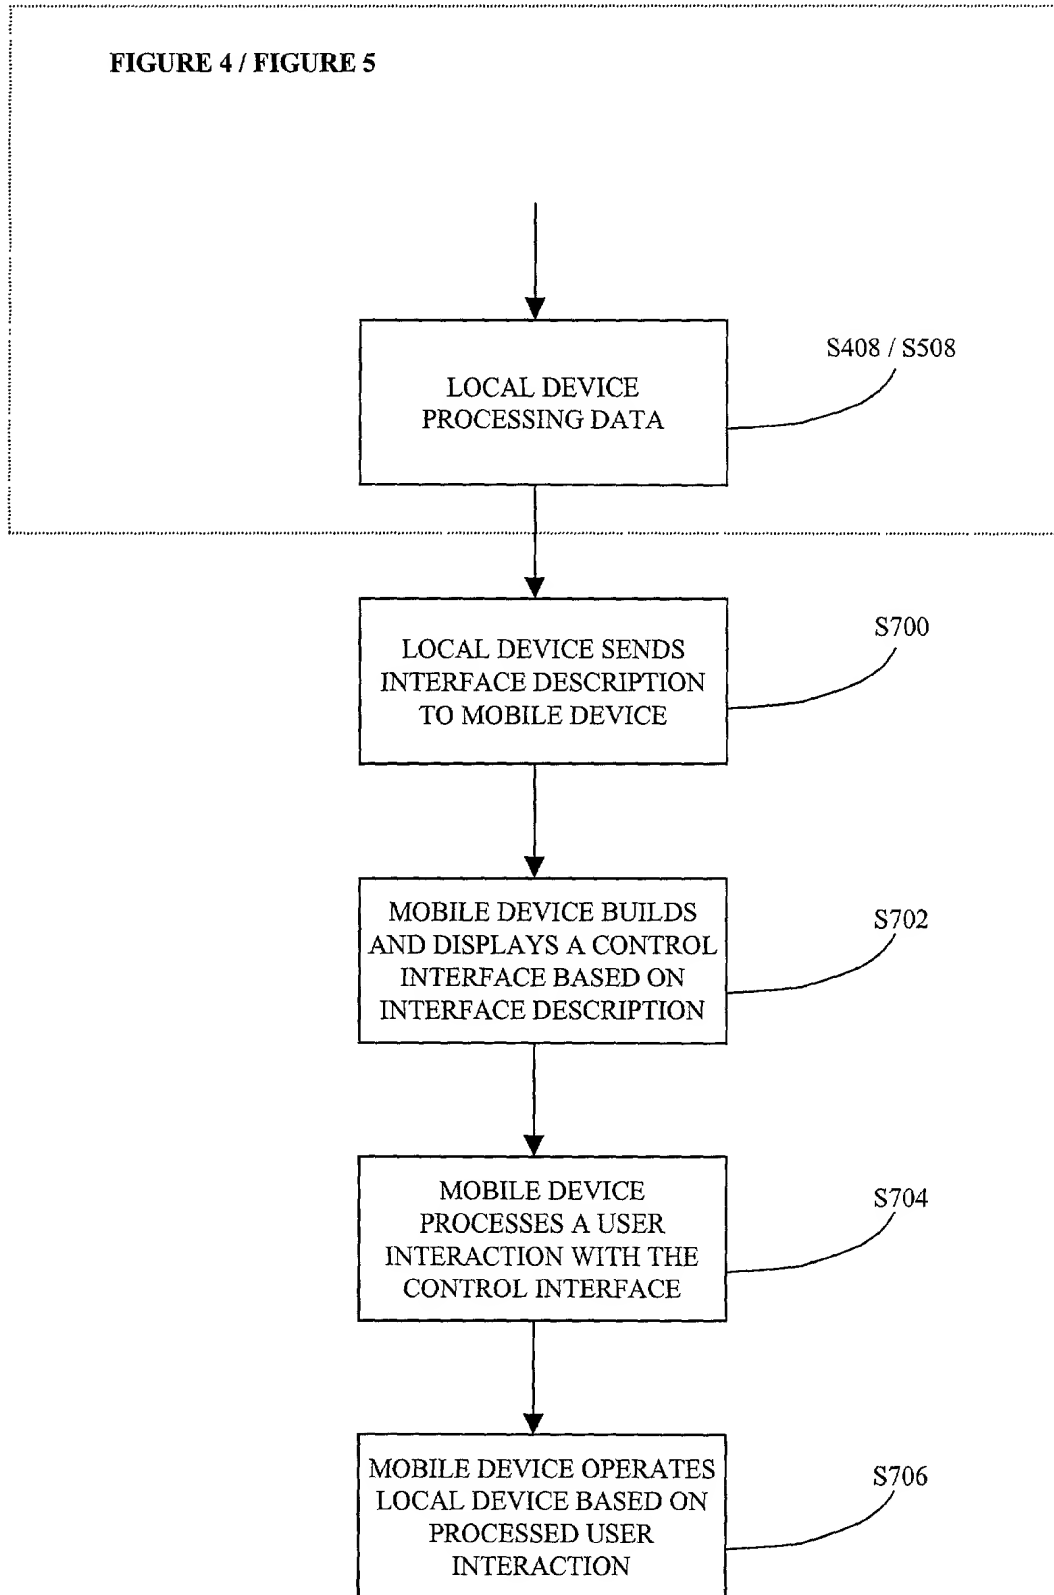 FIGURE 4 / FIGURE 5
S408 / S508
LOCAL DEVICE
PROCESSING DATA
S700
LOCAL DEVICE SENDS
INTERFACE DESCRIPTION
TO MOBILE DEVICE
S702
MOBILE DEVICE BUILDS
AND DISPLAYS A CONTROL
INTERFACE BASED ON
INTERFACE DESCRIPTION
S704
MOBILE DEVICE
PROCESSES A USER
INTERACTION WITH THE
CONTROL INTERFACE
S706
MOBILE DEVICE OPERATES
LOCAL DEVICE BASED ON
PROCESSED USER
INTERACTION